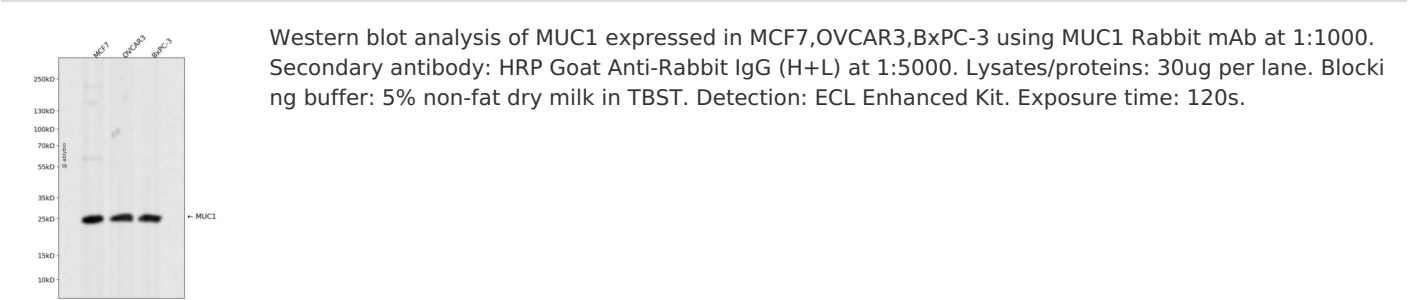 MCF7
OVCAR3
BxPC-3
250kD
130kD
100kD
70kD
55kD
35kD
25kD
15kD
10kD
@ abybio
← MUC1
Western blot analysis of MUC1 expressed in MCF7,OVCAR3,BxPC-3 using MUC1 Rabbit mAb at 1:1000.
Secondary antibody: HRP Goat Anti-Rabbit IgG (H+L) at 1:5000. Lysates/proteins: 30ug per lane. Blocki
ng buffer: 5% non-fat dry milk in TBST. Detection: ECL Enhanced Kit. Exposure time: 120s.